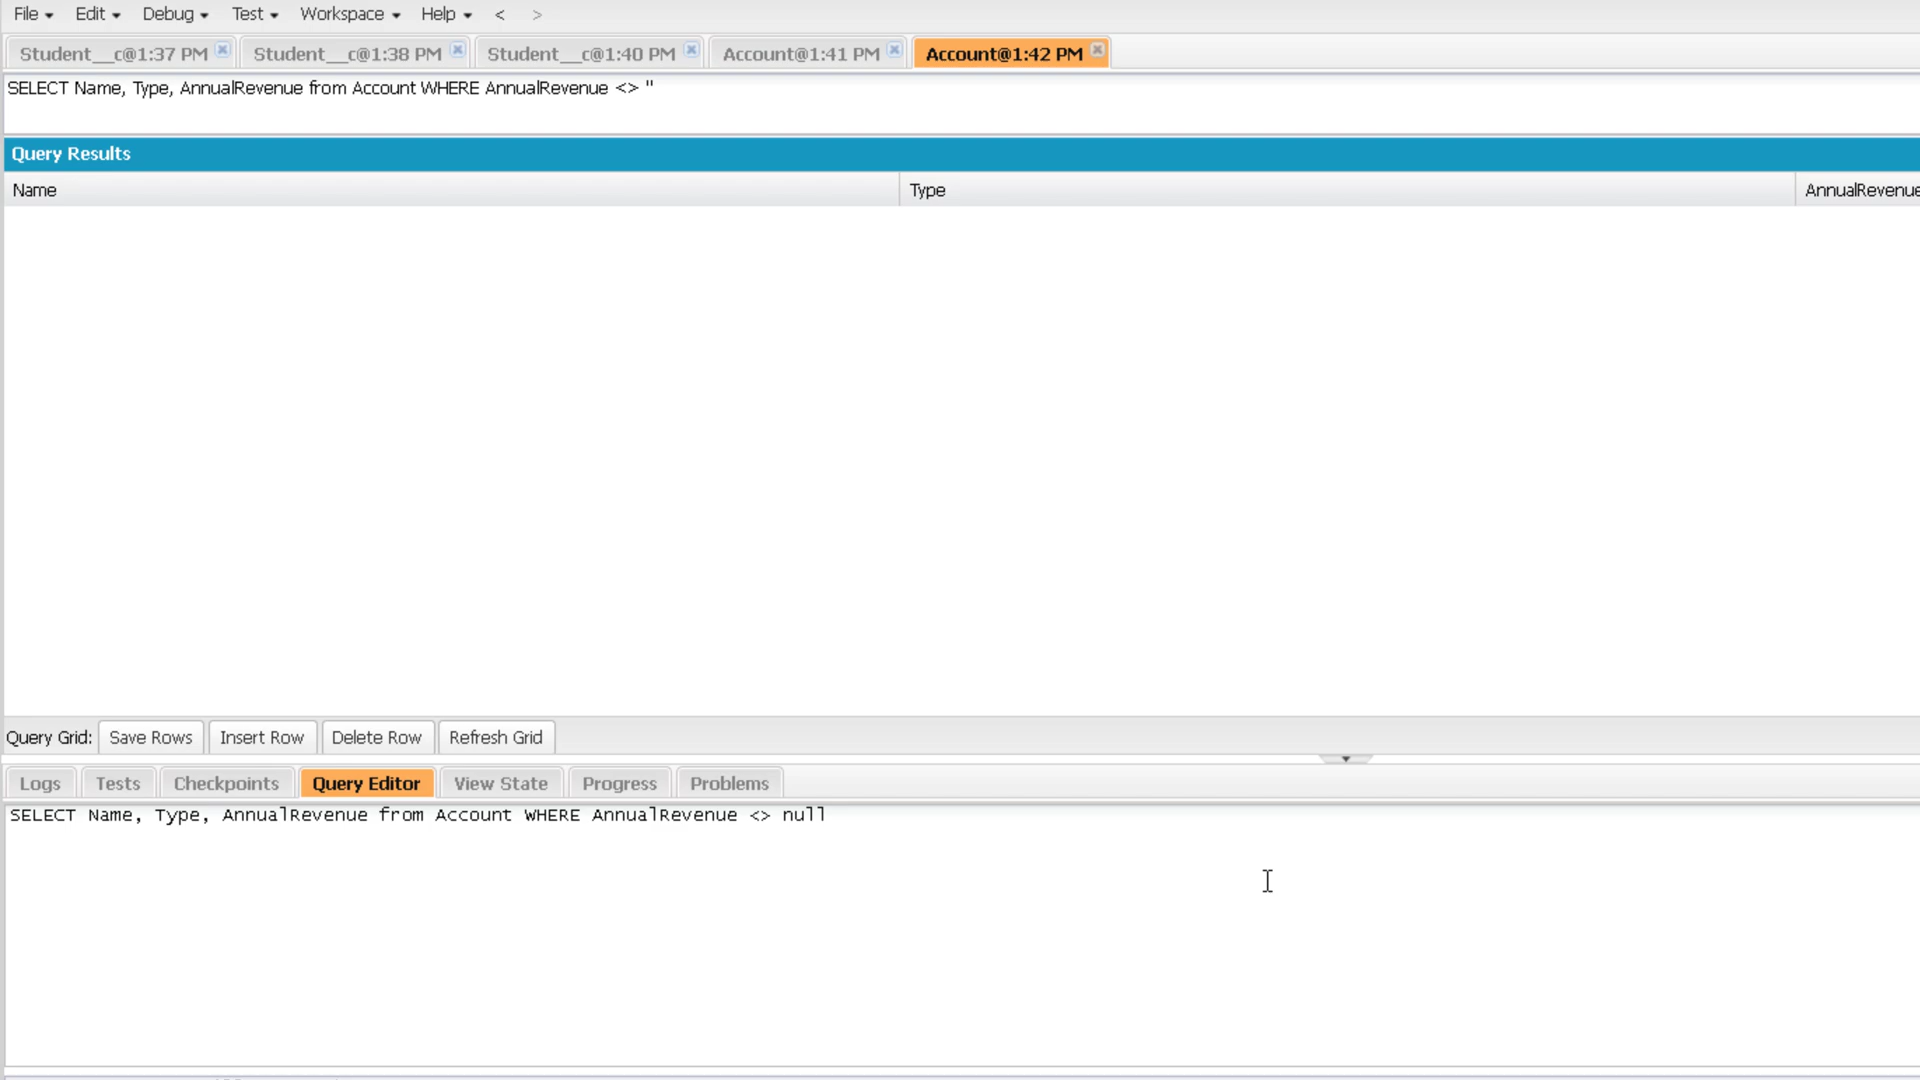 File Edit Debug Test Workspace Help < >
Student__c@1:37 PM Student__c@1:38 PM Student__c@1:40 PM Account@1:41 PM Account@1:42 PM
SELECT Name, Type, AnnualRevenue from Account WHERE AnnualRevenue <> ''
Query Results
Name Type AnnualRevenue
Query Grid: Save Rows Insert Row Delete Row Refresh Grid
Logs Tests Checkpoints Query Editor View State Progress Problems
SELECT Name, Type, AnnualRevenue from Account WHERE AnnualRevenue <> null